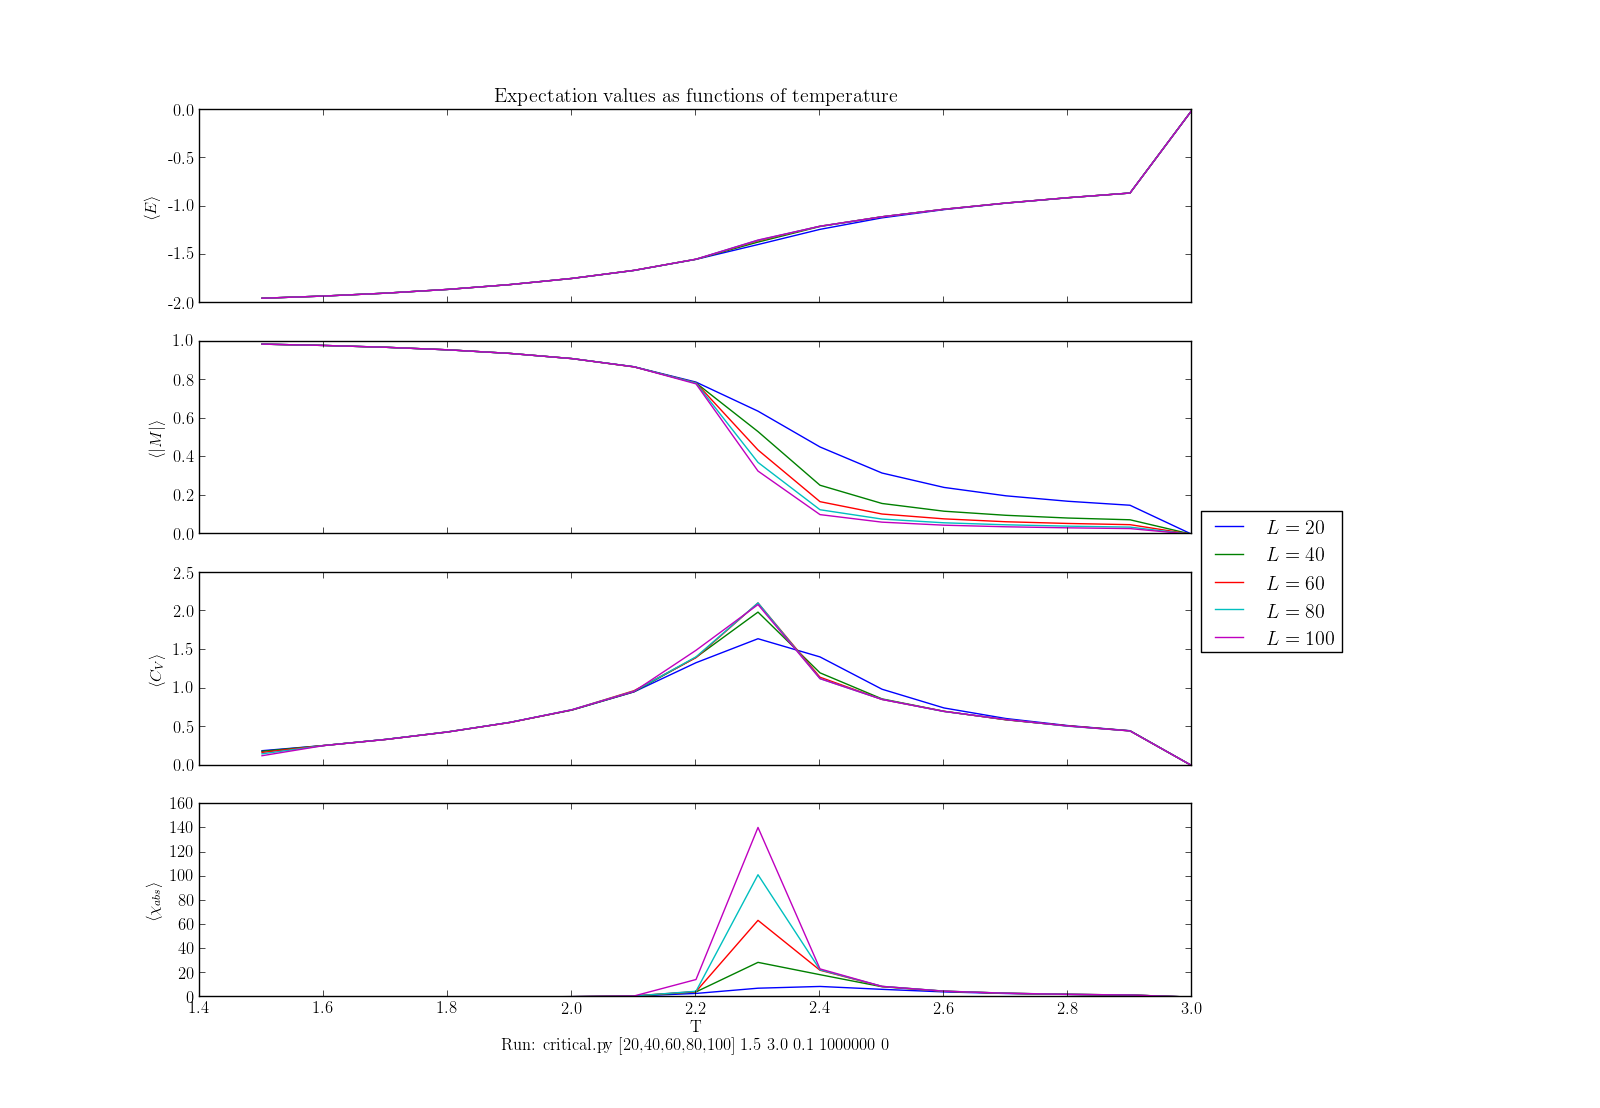 Expectation values as functions of temperature
0.0
-0.5
-1.0
-1.5
-2.0
⟨E⟩
1.0
0.8
0.6
0.4
0.2
0.0
⟨|M|⟩
2.5
2.0
1.5
1.0
0.5
0.0
⟨C_V⟩
160
140
120
100
80
60
40
20
0
⟨χ_abs⟩
1.4 1.6 1.8 2.0 2.2 2.4 2.6 2.8 3.0
T
Run: critical.py [20,40,60,80,100] 1.5 3.0 0.1 1000000 0
L = 20
L = 40
L = 60
L = 80
L = 100